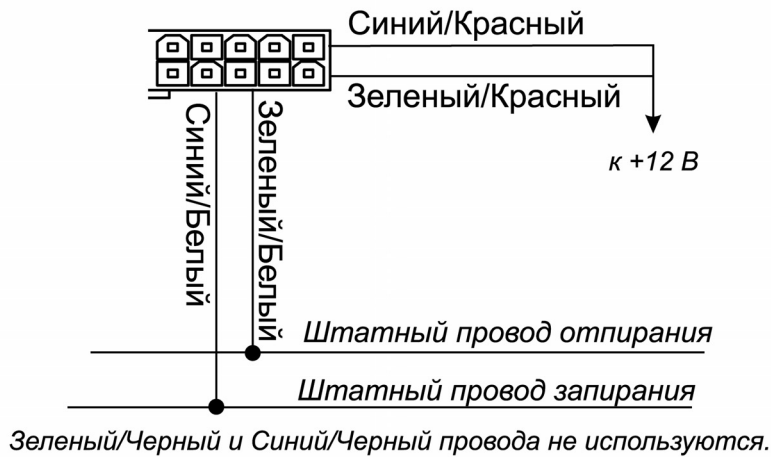 Синий/Красный
Зеленый/Красный
к +12 В
Синий/Белый
Зеленый/Белый
Штатный провод отпирания
Штатный провод запирания
Зеленый/Черный и Синий/Черный провода не используются.